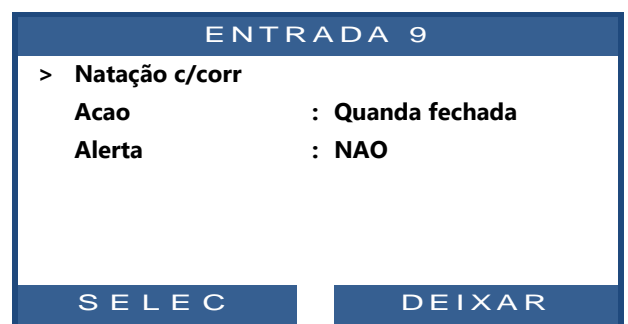 ENTRADA 9
> Natação c/corr
Acao : Quanda fechada
Alerta : NAO
SELEC DEIXAR